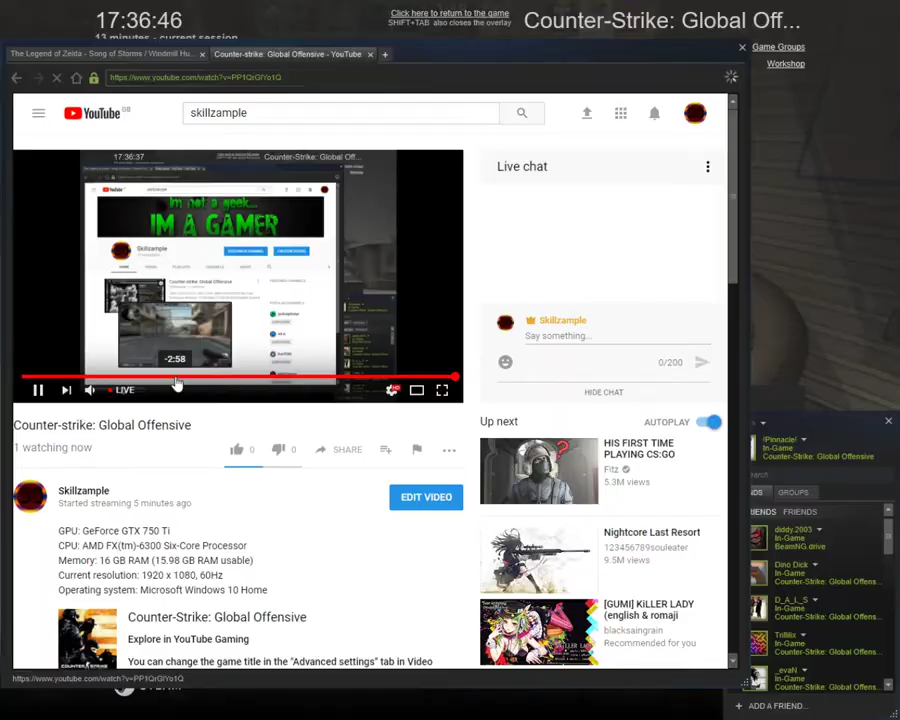 17:36:46
13 minutes - current session
Click here to return to the game
SHIFT+TAB also closes the overlay
Counter-Strike: Global Off...
Game Groups
Workshop
The Legend of Zelda - Song of Storms / Windmill Hu...
Counter-strike: Global Offensive - YouTube
https://www.youtube.com/watch?v=PP1QrGlYo1Q
YouTube GB
skillzample
17:36:37
Counter-Strike: Global Off...
Im not a geek...
IM A GAMER
Skillzample
-2:58
LIVE
HD
Live chat
Skillzample
Say something...
0/200
HIDE CHAT
Counter-strike: Global Offensive
1 watching now
0
0
SHARE
Skillzample
Started streaming 5 minutes ago
EDIT VIDEO
GPU: GeForce GTX 750 Ti
CPU: AMD FX(tm)-6300 Six-Core Processor
Memory: 16 GB RAM (15.98 GB RAM usable)
Current resolution: 1920 x 1080, 60Hz
Operating system: Microsoft Windows 10 Home
Counter-Strike: Global Offensive
Explore in YouTube Gaming
You can change the game title in the "Advanced settings" tab in Video
Up next
AUTOPLAY
HIS FIRST TIME
PLAYING CS:GO
Fitz
5.3M views
Nightcore Last Resort
123456789souleater
9.5M views
[GUMI] KiLLER LADY
(english & romaji
blacksaingrain
Recommended for you
!Pinnacle!
In-Game
Counter-Strike: Global Offensive
GROUPS
FRIENDS
diddy.2003
In-Game
BeamNG.drive
Dino Dick
In-Game
Counter-Strike: Global Offens...
D_A_L_S
In-Game
Counter-Strike: Global Offens...
Trillilix
In-Game
Counter-Strike: Global Offens...
_evaN
In-Game
Counter-Strike: Global Offens...
ADD A FRIEND...
https://www.youtube.com/watch?v=PP1QrGlYo1Q